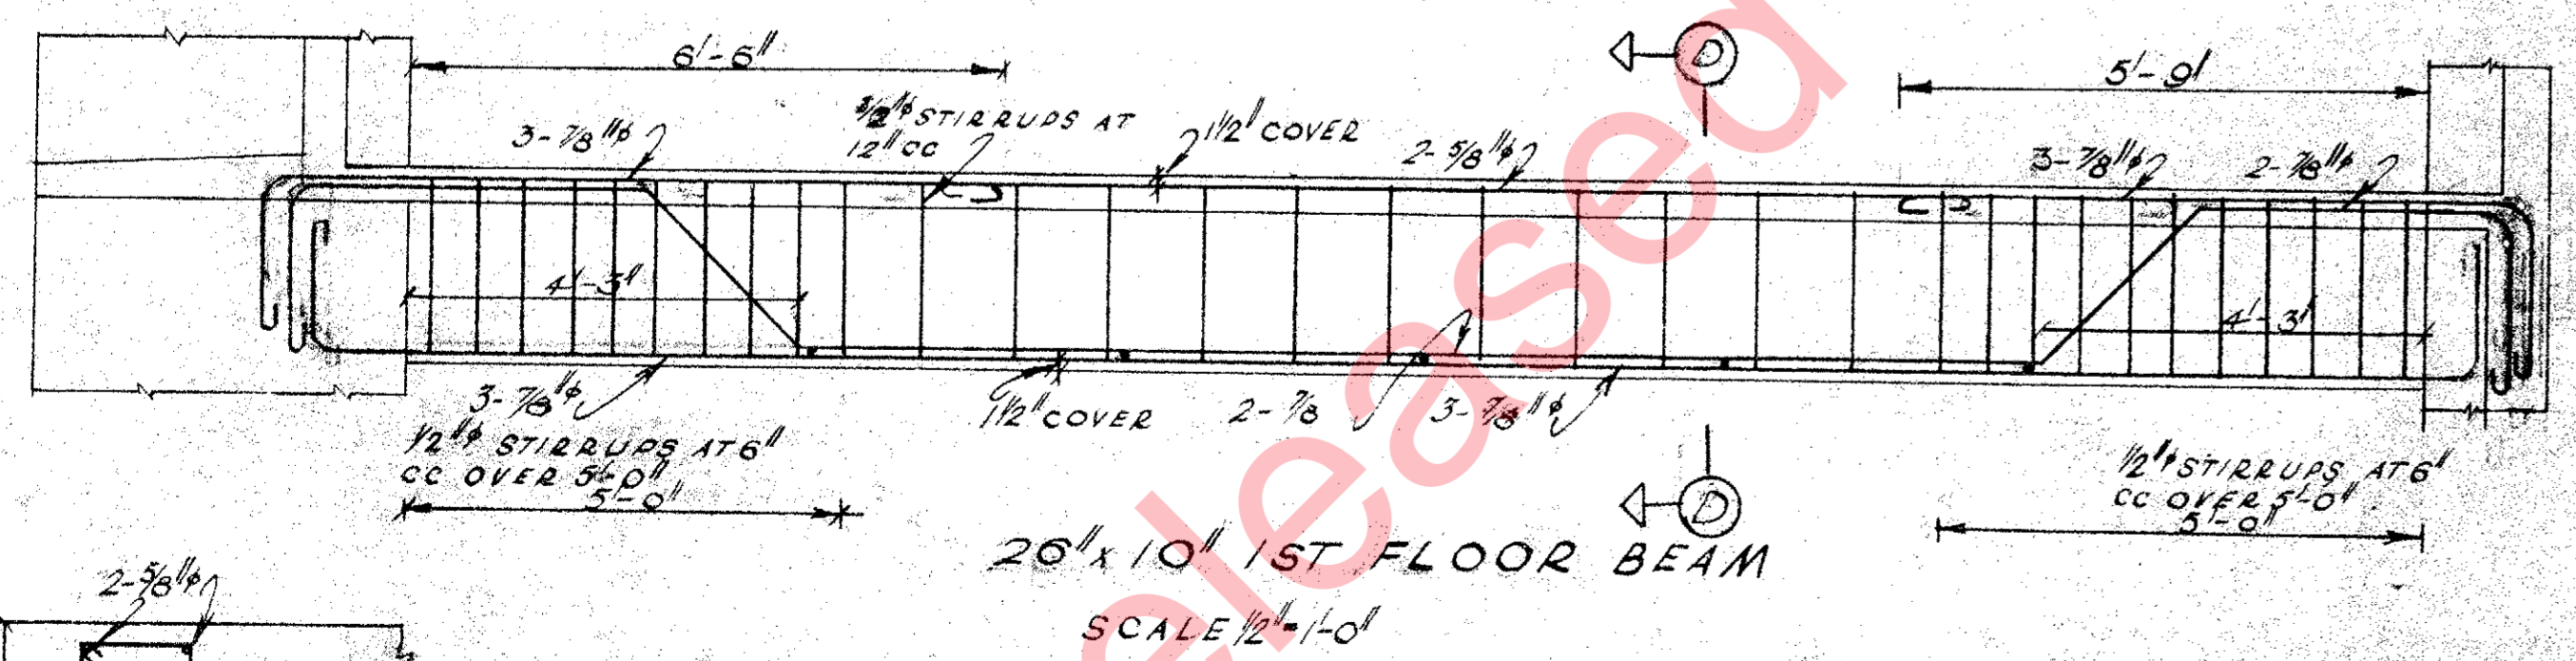 6'-6"
D
5'-9"
3-7/8"φ
1/2"φ STIRRUPS AT
12" CC
1 1/2" COVER
2-5/8"φ
3-7/8"φ
2-7/8"φ
4'-3"
4'-3"
3-7/8"φ
1 1/2" COVER
2-7/8
3-7/8"φ
1/2"φ STIRRUPS AT 6"
CC OVER 5'-0"
5'-0"
1/2"φ STIRRUPS AT 6"
CC OVER 5'-0"
5'-0"
D
26" x 10" 1ST FLOOR BEAM
SCALE 1/2"=1'-0"
2-5/8"φ
eleased